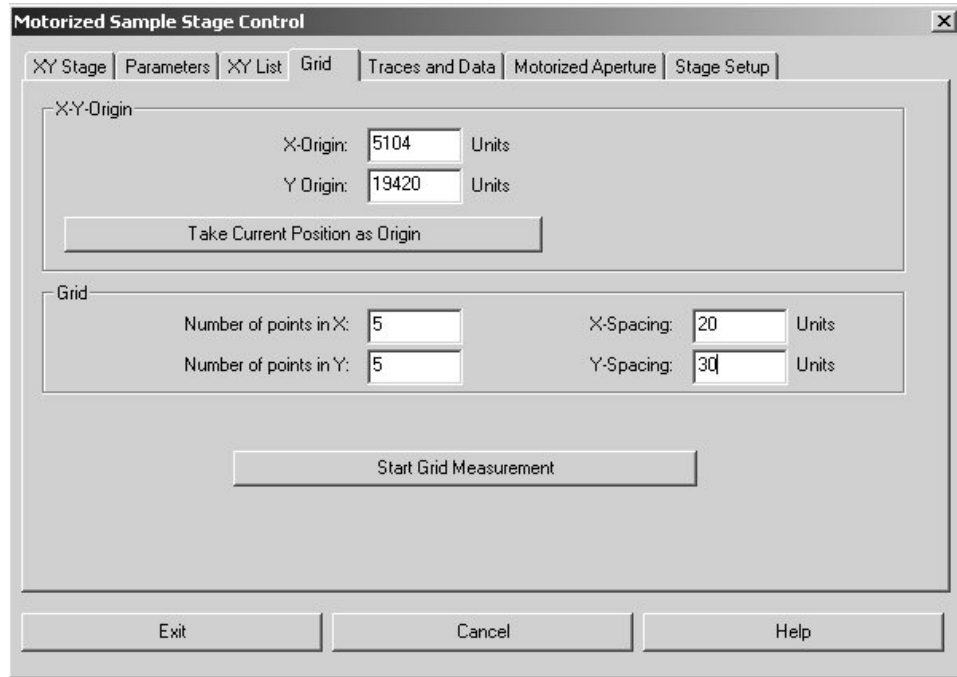 Motorized Sample Stage Control
XY Stage Parameters XY List Grid Traces and Data Motorized Aperture Stage Setup
X-Y-Origin
X-Origin: 5104 Units
Y Origin: 19420 Units
Take Current Position as Origin
Grid
Number of points in X: 5 X-Spacing: 20 Units
Number of points in Y: 5 Y-Spacing: 30 Units
Start Grid Measurement
Exit Cancel Help